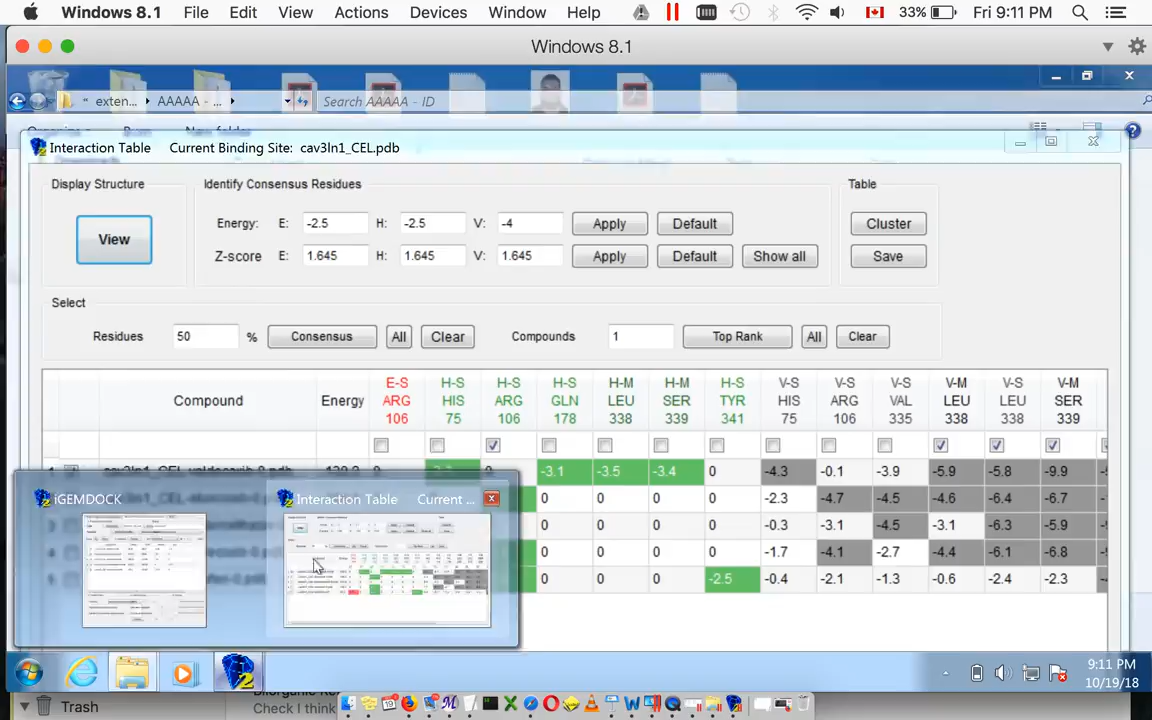 Windows 8.1 File Edit View Actions Devices Window Help 33% Fri 9:11 PM
Windows 8.1
exten... AAAAA - ... Search AAAAA - ID
Interaction Table Current Binding Site: cav3ln1_CEL.pdb
Display Structure Identify Consensus Residues Table
View Energy: E: -2.5 H: -2.5 V: -4 Apply Default Cluster
Z-score E: 1.645 H: 1.645 V: 1.645 Apply Default Show all Save
Select
Residues 50 % Consensus All Clear Compounds 1 Top Rank All Clear
E-S H-S H-S H-S H-M H-M H-S V-S V-S V-S V-M V-S V-M
Compound Energy ARG HIS ARG GLN LEU SER TYR HIS ARG VAL LEU LEU SER
106 75 106 178 338 339 341 75 106 335 338 338 339
-3.1 -3.5 -3.4 0 -4.3 -0.1 -3.9 -5.9 -5.8 -9.9
iGEMDOCK Interaction Table Current ... 0 0 0 0 -2.3 -4.7 -4.5 -4.6 -6.4 -6.7
0 0 0 0 -0.3 -3.1 -4.5 -3.1 -6.3 -6.9
0 0 0 0 -1.7 -4.1 -2.7 -4.4 -6.1 -6.8
0 0 0 -2.5 -0.4 -2.1 -1.3 -0.6 -2.4 -2.3
9:11 PM
10/19/18
Trash Check I think